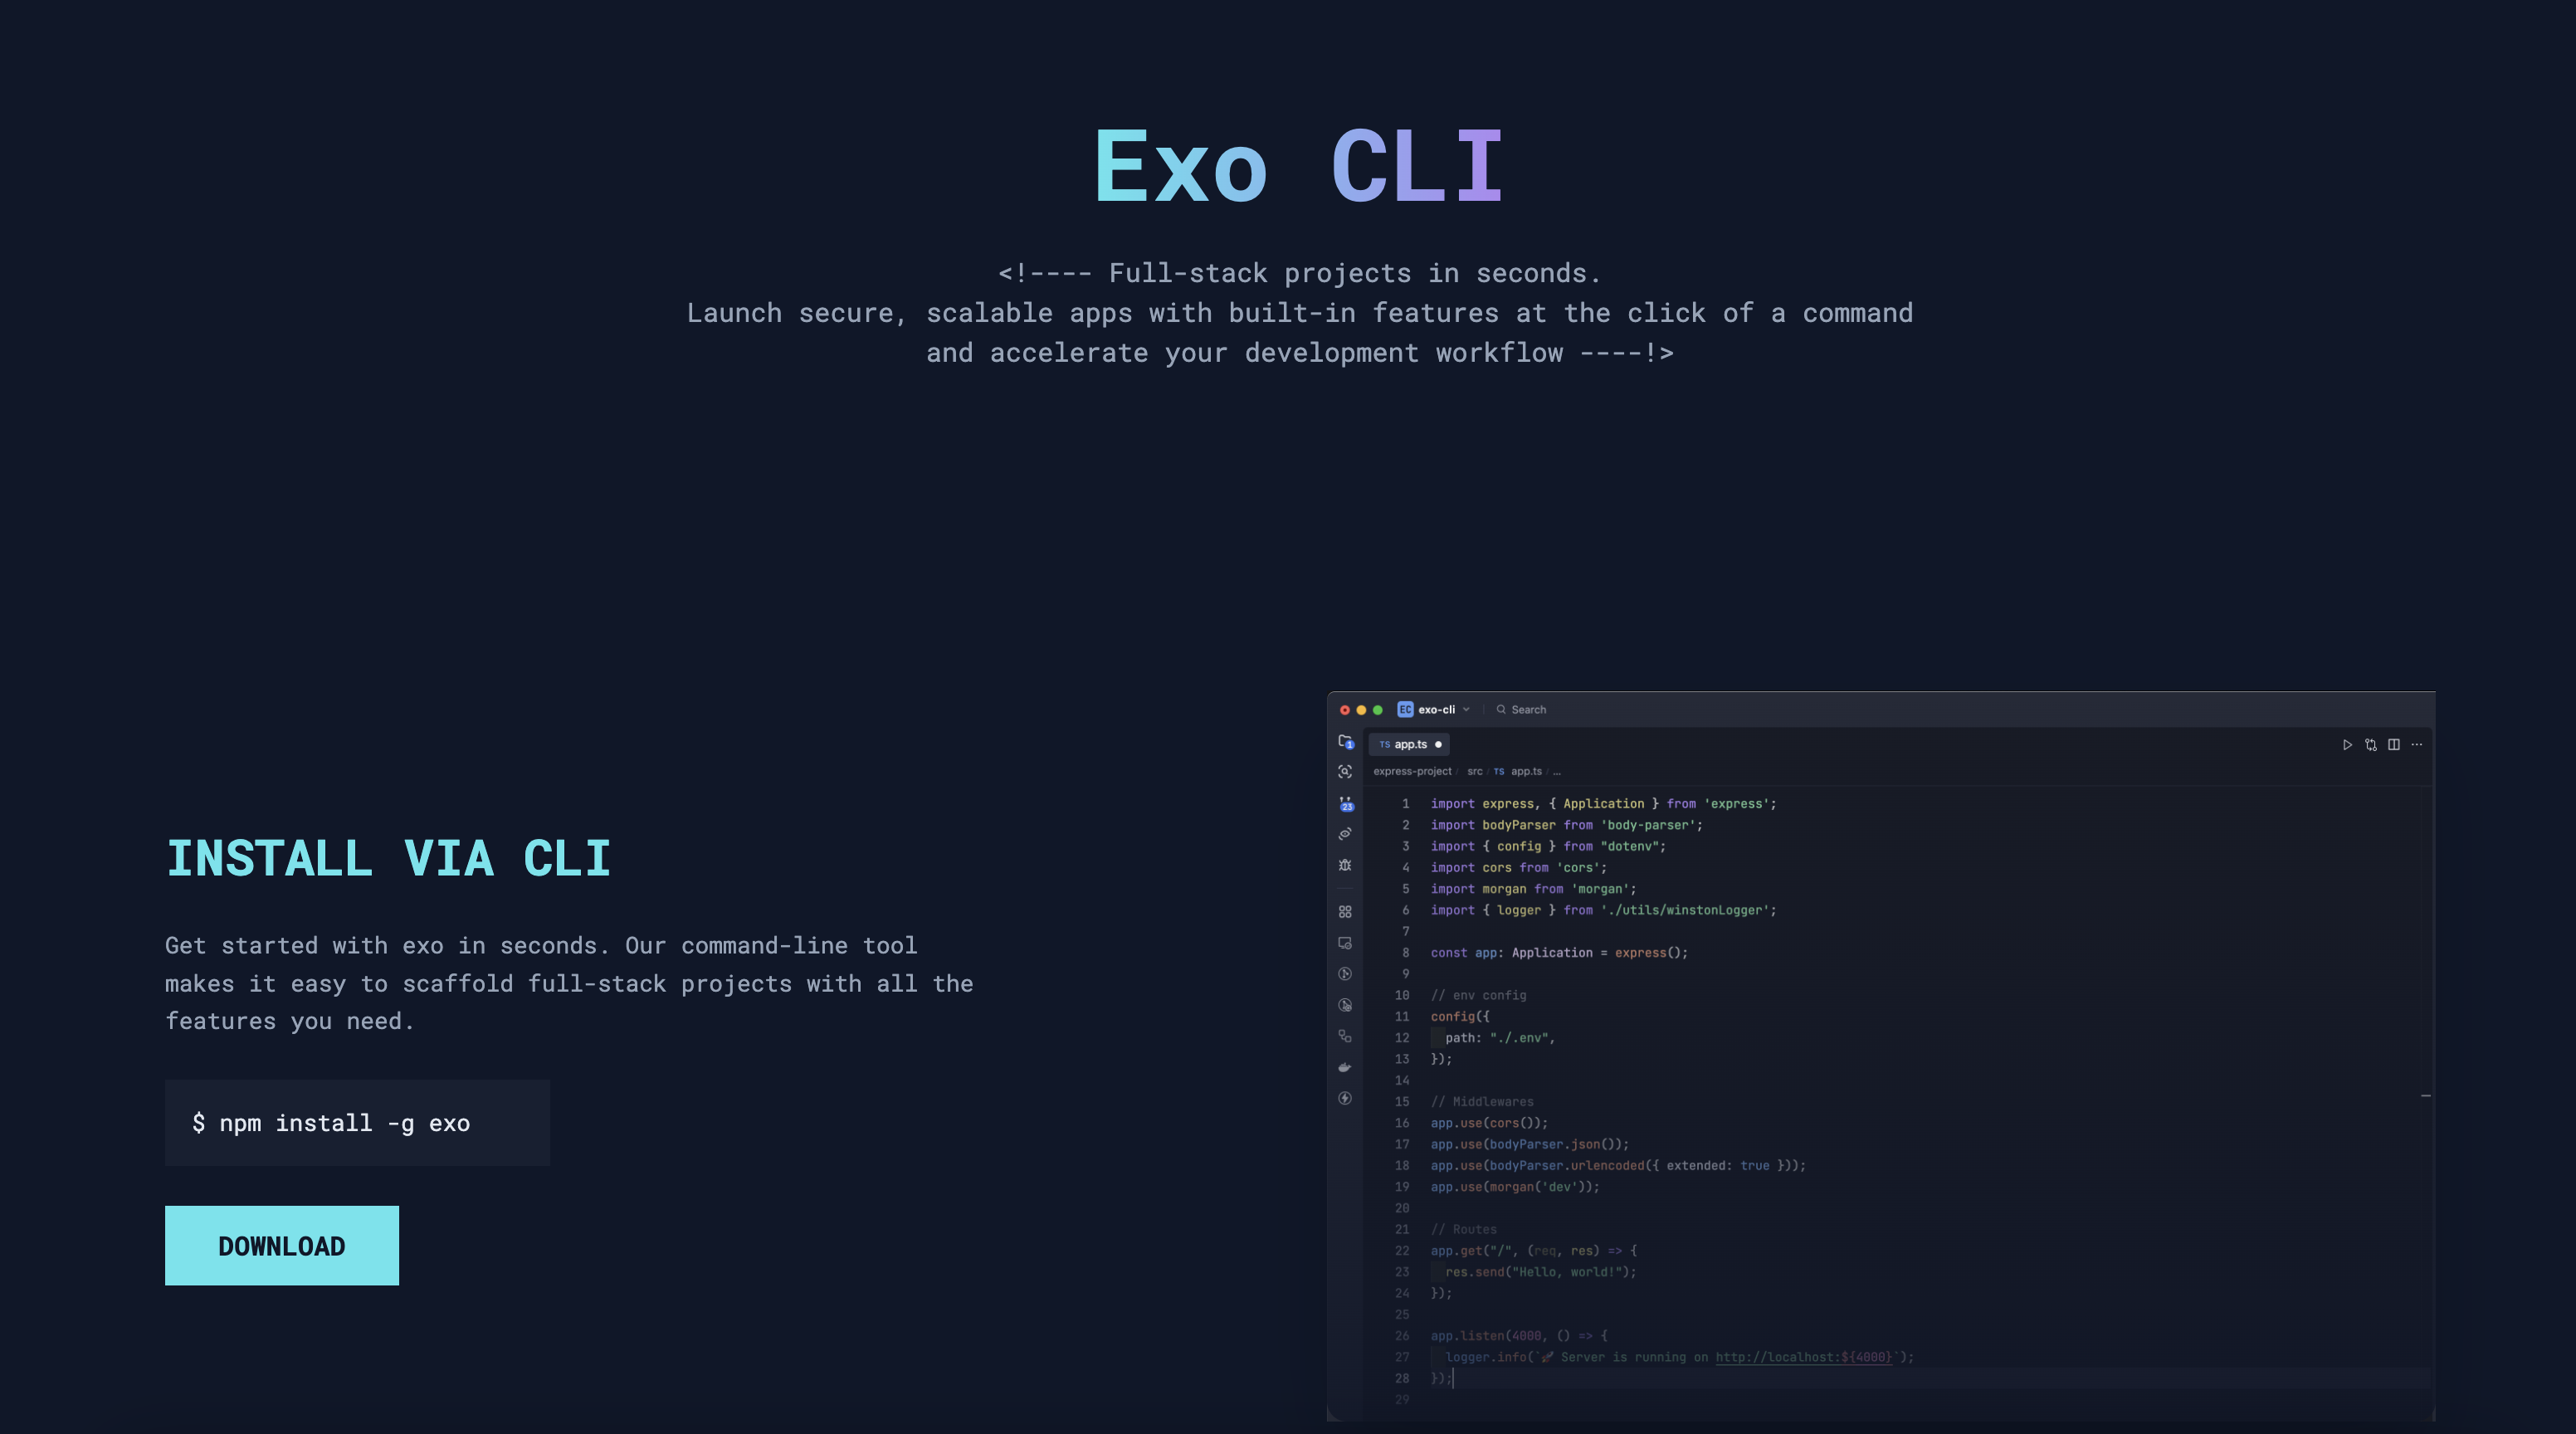 Exo CLI
<!---- Full-stack projects in seconds.
Launch secure, scalable apps with built-in features at the click of a command
and accelerate your development workflow ----!>
INSTALL VIA CLI
Get started with exo in seconds. Our command-line tool
makes it easy to scaffold full-stack projects with all the
features you need.
$ npm install -g exo
DOWNLOAD
EC exo-cli Search
1
TS app.ts
express-project / src / TS app.ts / ...
23
1 import express, { Application } from 'express';
2 import bodyParser from 'body-parser';
3 import { config } from "dotenv";
4 import cors from 'cors';
5 import morgan from 'morgan';
6 import { logger } from './utils/winstonLogger';
7
8 const app: Application = express();
9
10 // env config
11 config({
12 path: "./.env",
13 });
14
15 // Middlewares
16 app.use(cors());
17 app.use(bodyParser.json());
18 app.use(bodyParser.urlencoded({ extended: true }));
19 app.use(morgan('dev'));
20
21 // Routes
22 app.get("/", (req, res) => {
23 res.send("Hello, world!");
24 });
25
26 app.listen(4000, () => {
27 logger.info(`🚀 Server is running on http://localhost:${4000}`);
28 });
29